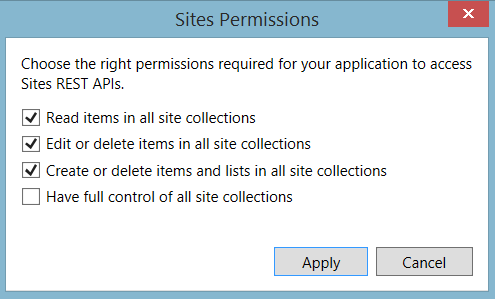 Sites Permissions
Choose the right permissions required for your application to access
Sites REST APIs.
Read items in all site collections
Edit or delete items in all site collections
Create or delete items and lists in all site collections
Have full control of all site collections
Apply Cancel